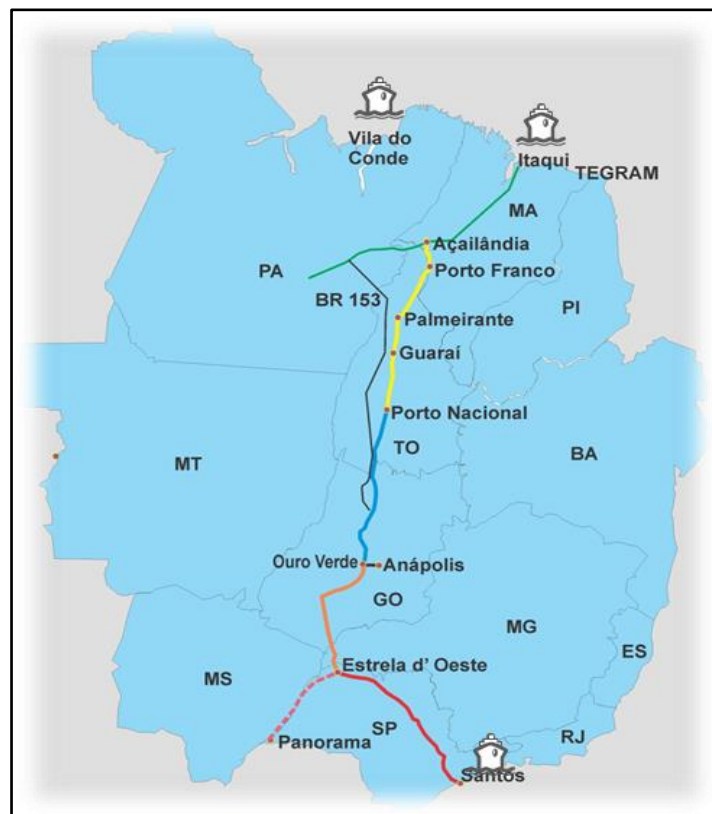 Vila do
Conde
Itaqui
TEGRAM
MA
Açailândia
PA
Porto Franco
BR 153
PI
Palmeirante
Guaraí
Porto Nacional
TO
BA
MT
Ouro Verde
Anápolis
GO
MG
ES
Estrela d’ Oeste
MS
SP
RJ
Panorama
Santos